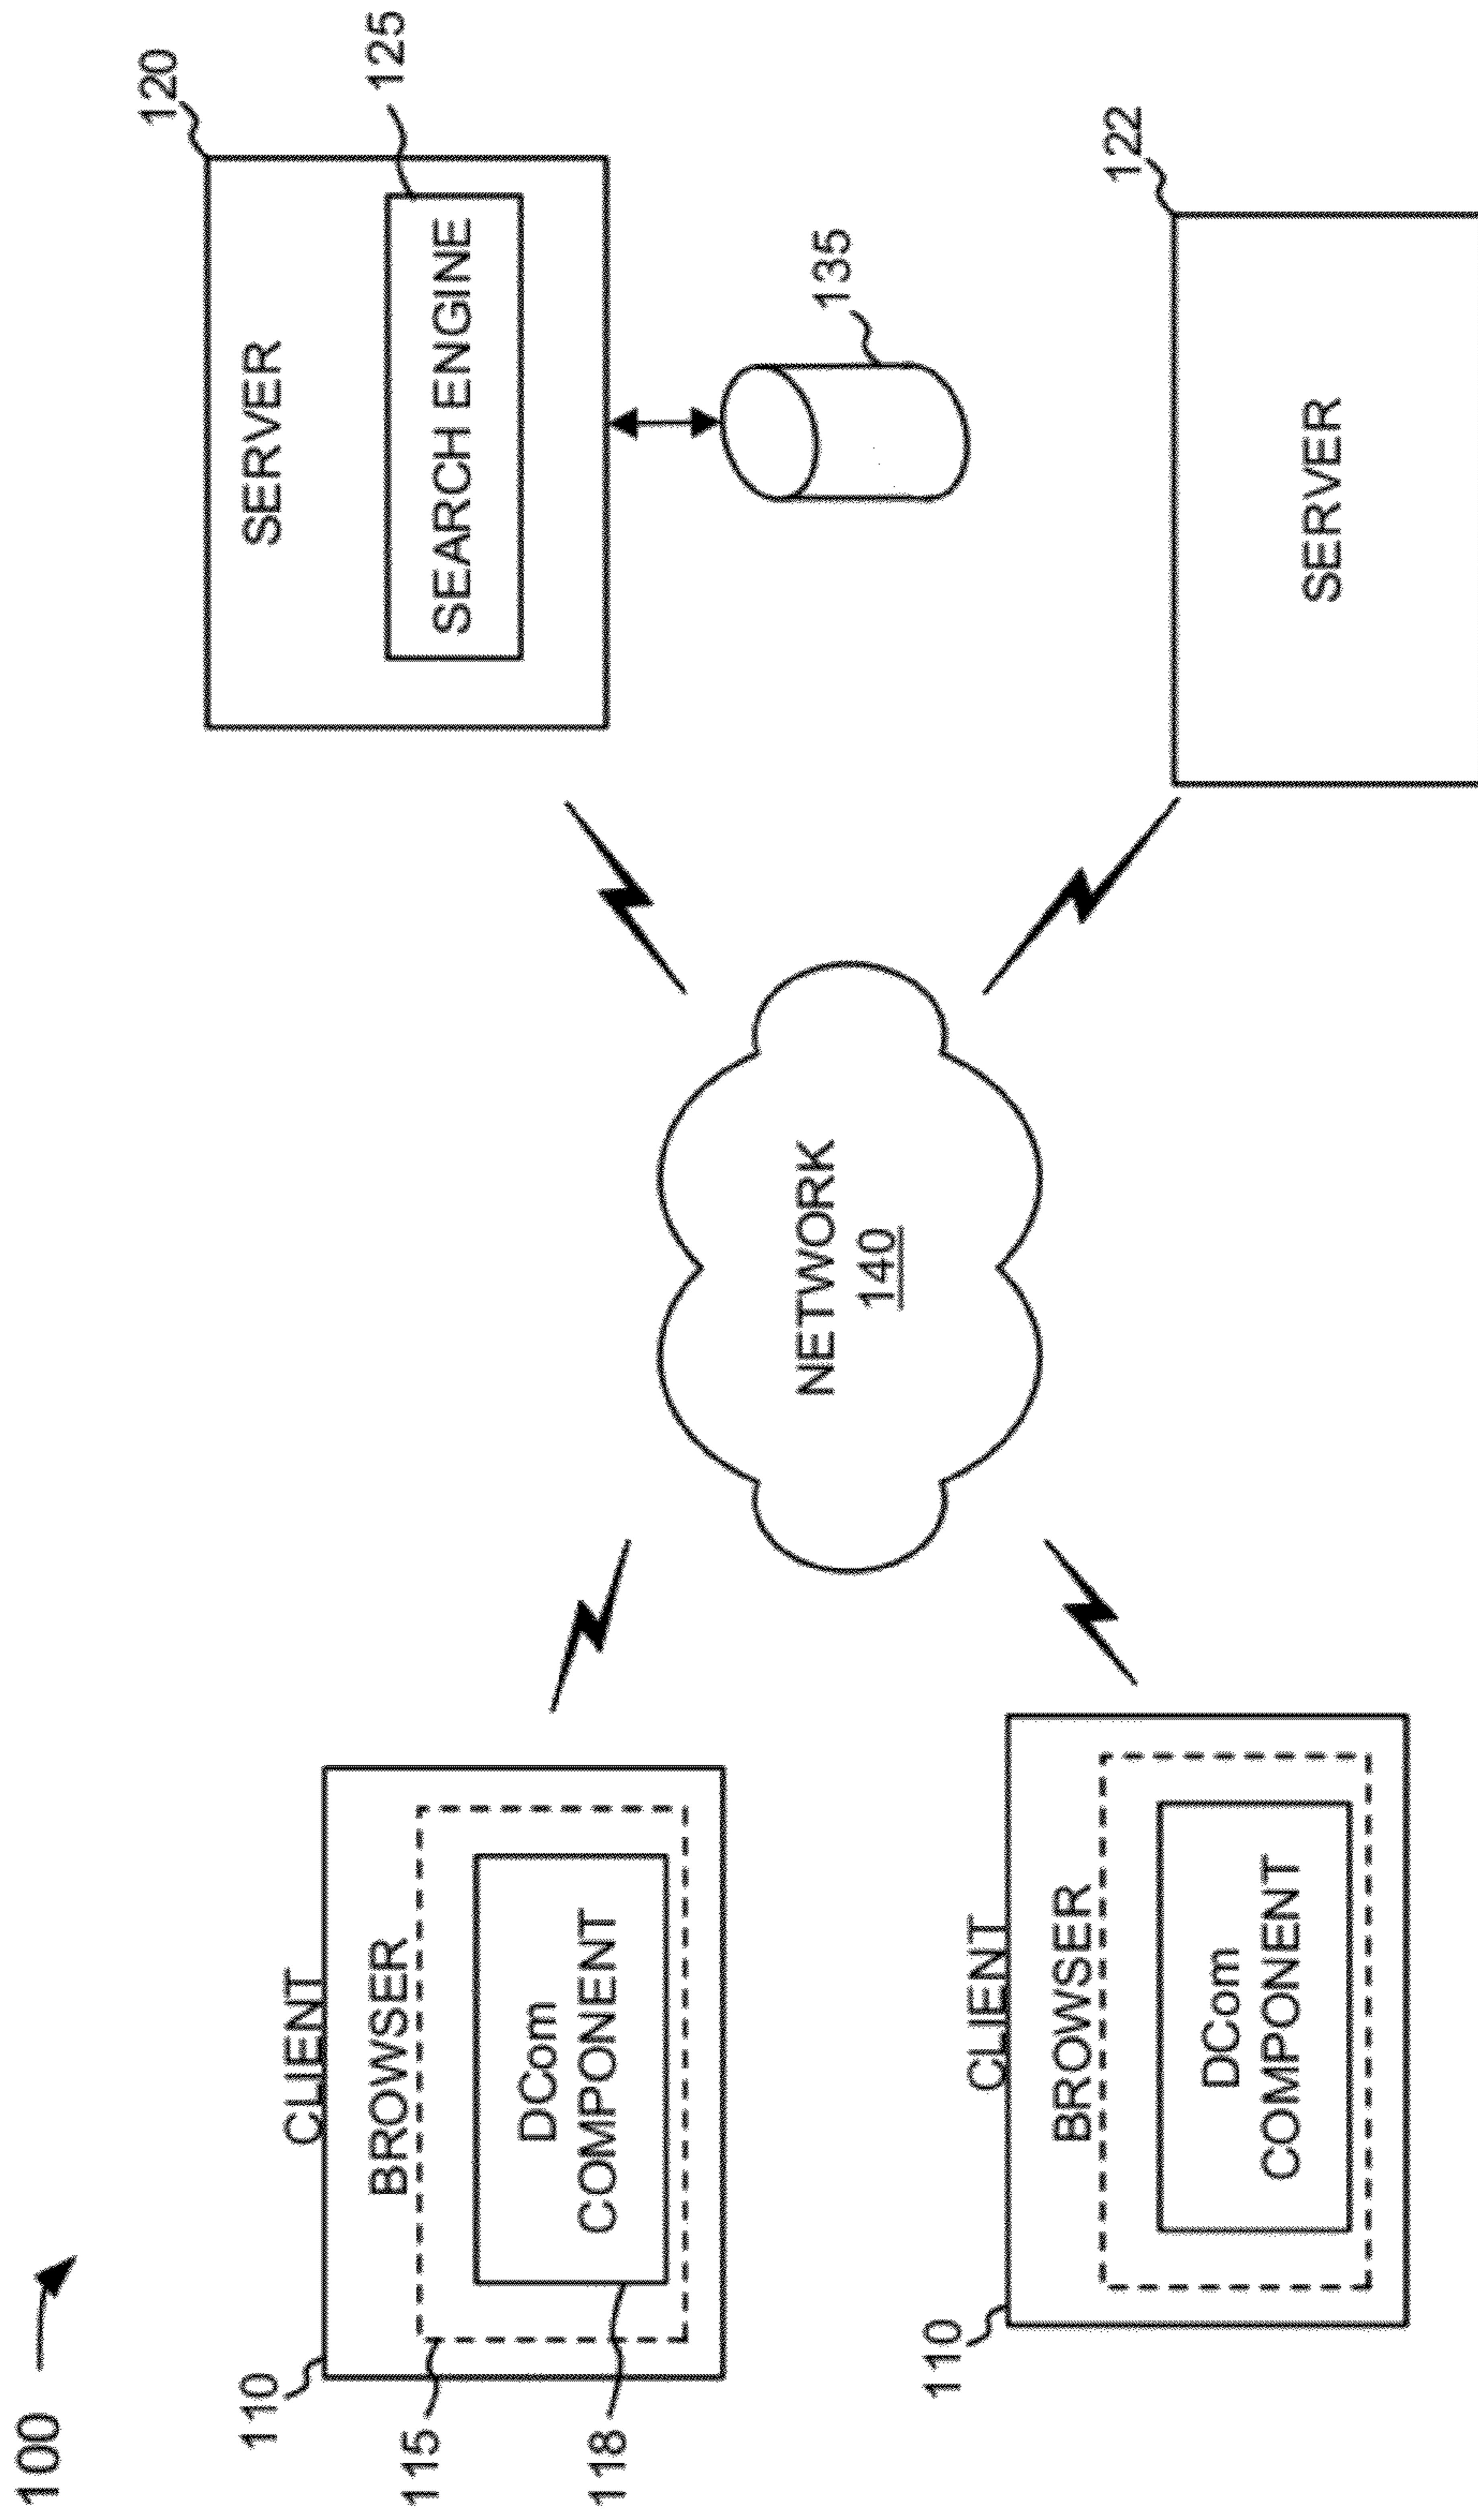 100
110
CLIENT
BROWSER
115
DCom
COMPONENT
118
110
CLIENT
BROWSER
DCom
COMPONENT
NETWORK
140
120
SERVER
125
SEARCH ENGINE
135
122
SERVER